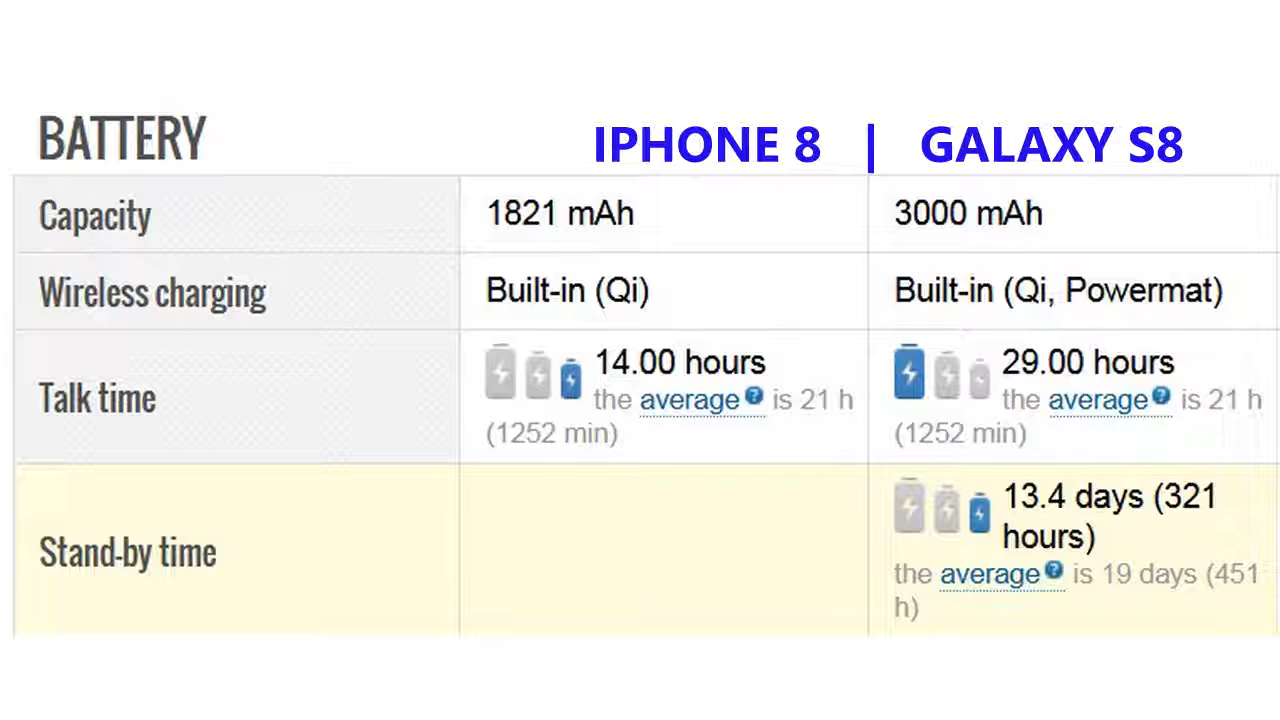 BATTERY IPHONE 8 | GALAXY S8
Capacity 1821 mAh 3000 mAh
Wireless charging Built-in (Qi) Built-in (Qi, Powermat)
Talk time
14.00 hours
the average ? is 21 h
(1252 min)
29.00 hours
the average ? is 21 h
(1252 min)
Stand-by time
13.4 days (321
hours)
the average ? is 19 days (451
h)